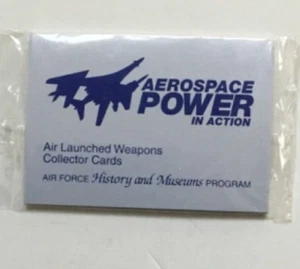 AEROSPACE
POWER
IN ACTION
Air Launched Weapons
Collector Cards
AIR FORCE History and Museums PROGRAM